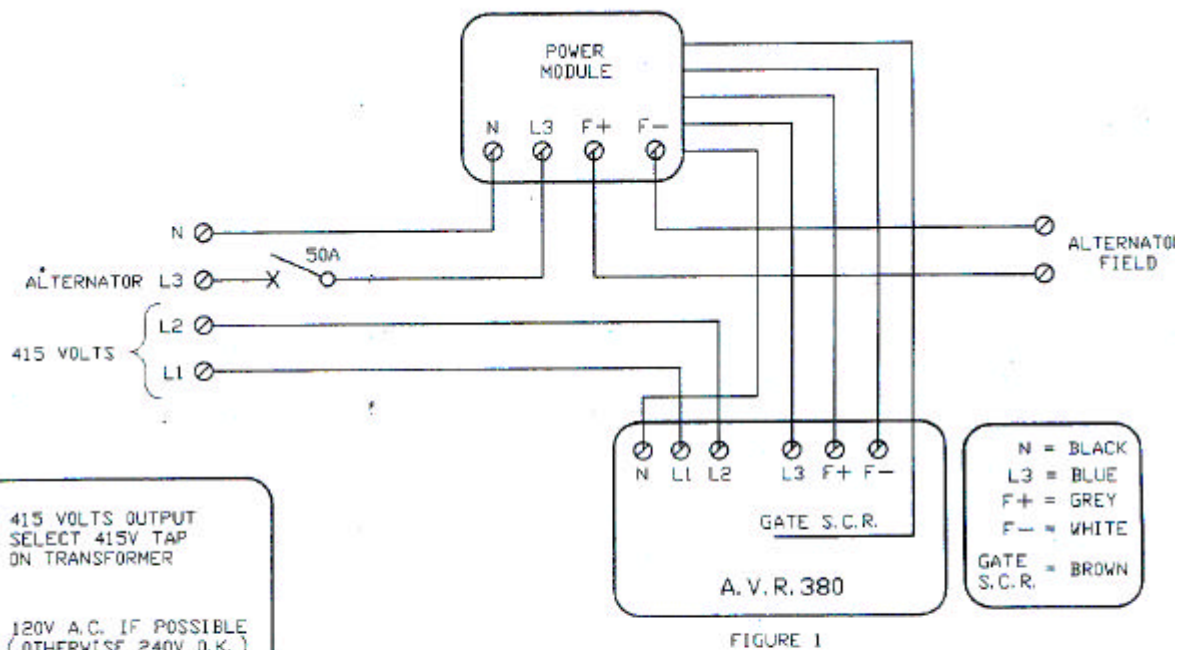 POWER
MODULE
N L3 F+ F-
N
50A
ALTERNATOR L3
L2
415 VOLTS
L1
ALTERNATO
FIELD
N L1 L2 L3 F+ F-
GATE S.C.R.
A.V.R.380
N = BLACK
L3 = BLUE
F+ = GREY
F- = WHITE
GATE
S.C.R. = BROWN
415 VOLTS OUTPUT
SELECT 415V TAP
ON TRANSFORMER
120V A.C. IF POSSIBLE
(OTHERWISE 240V O.K.)
FIGURE 1